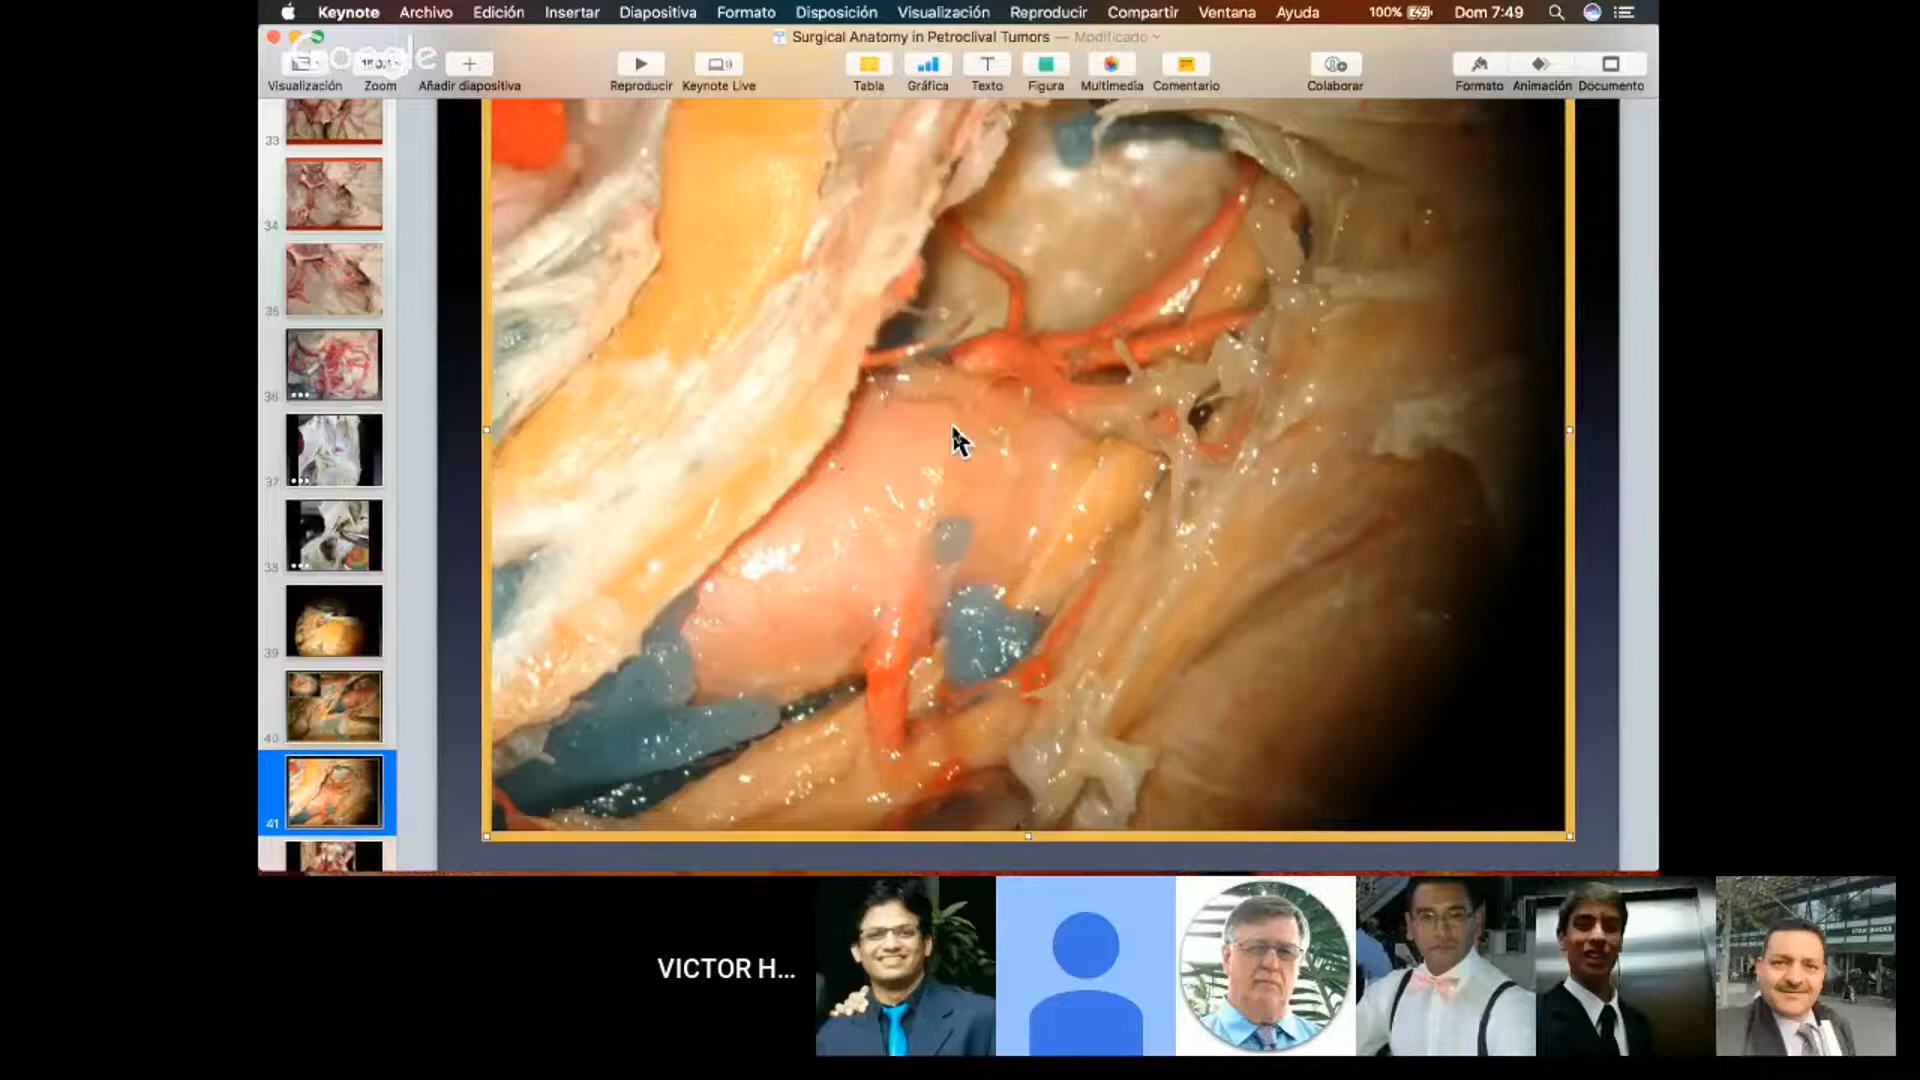 Keynote Archivo Edición Insertar Diapositiva Formato Disposición Visualización Reproducir Compartir Ventana Ayuda 100% Dom 7:49
Surgical Anatomy in Petroclival Tumors — Modificado
Google
Visualización Zoom Añadir diapositiva Reproducir Keynote Live Tabla Gráfica Texto Figura Multimedia Comentario Colaborar Formato Animación Documento
33
34
35
36
37
38
39
40
41
VICTOR H...
STARBUCKS